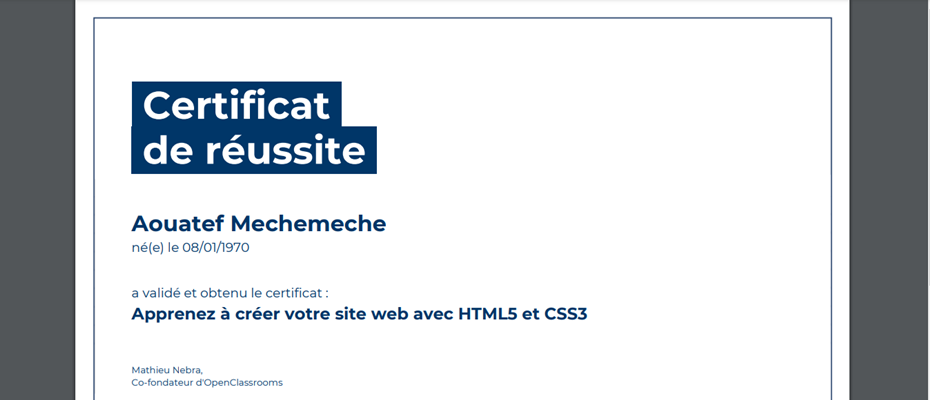 Certificat
de réussite
Aouatef Mechemeche
né(e) le 08/01/1970
a validé et obtenu le certificat :
Apprenez à créer votre site web avec HTML5 et CSS3
Mathieu Nebra,
Co-fondateur d'OpenClassrooms